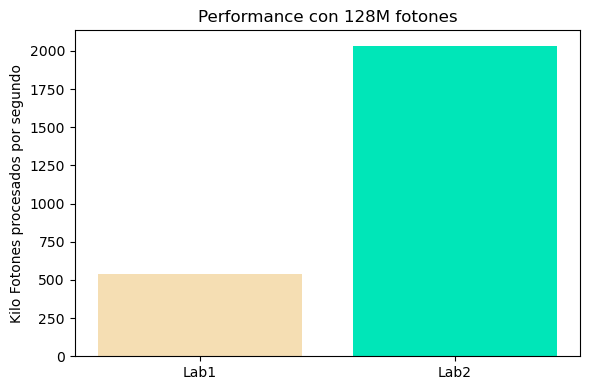 Performance con 128M fotones
Kilo Fotones procesados por segundo
2000
1750
1500
1250
1000
750
500
250
0
Lab1
Lab2